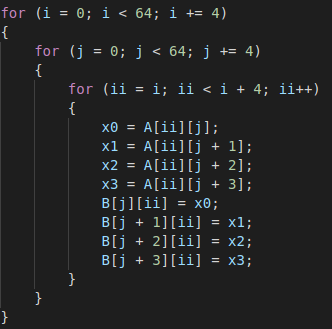 for (i = 0; i < 64; i += 4)
{
    for (j = 0; j < 64; j += 4)
    {
        for (ii = i; ii < i + 4; ii++)
        {
            x0 = A[ii][j];
            x1 = A[ii][j + 1];
            x2 = A[ii][j + 2];
            x3 = A[ii][j + 3];
            B[j][ii] = x0;
            B[j + 1][ii] = x1;
            B[j + 2][ii] = x2;
            B[j + 3][ii] = x3;
        }
    }
}